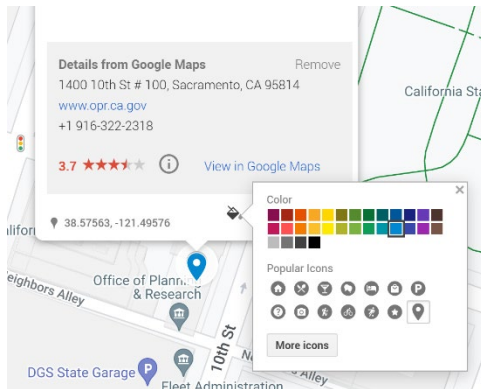 Details from Google Maps
Remove
1400 10th St # 100, Sacramento, CA 95814
www.opr.ca.gov
+1 916-322-2318
3.7
View in Google Maps
38.57563, -121.49576
California Sta
Color
Popular Icons
More icons
Office of Planning
& Research
eighbors Alley
10th St
Alley
DGS State Garage
P
Fleet Administration